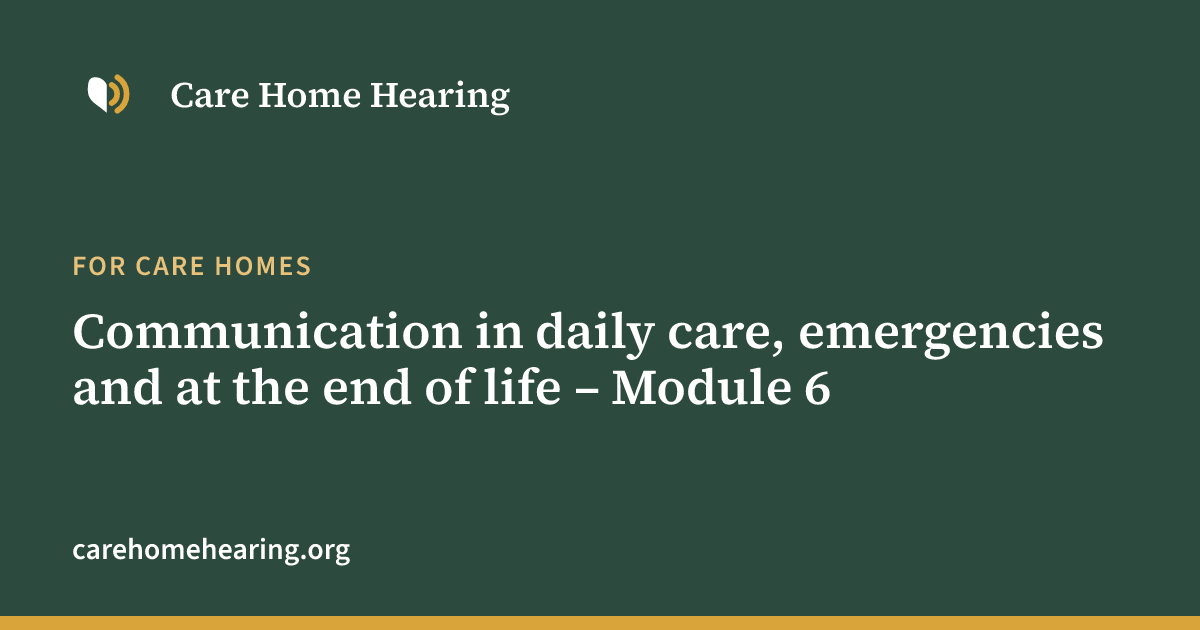 Care Home Hearing
FOR CARE HOMES
Communication in daily care, emergencies
and at the end of life – Module 6
carehomehearing.org